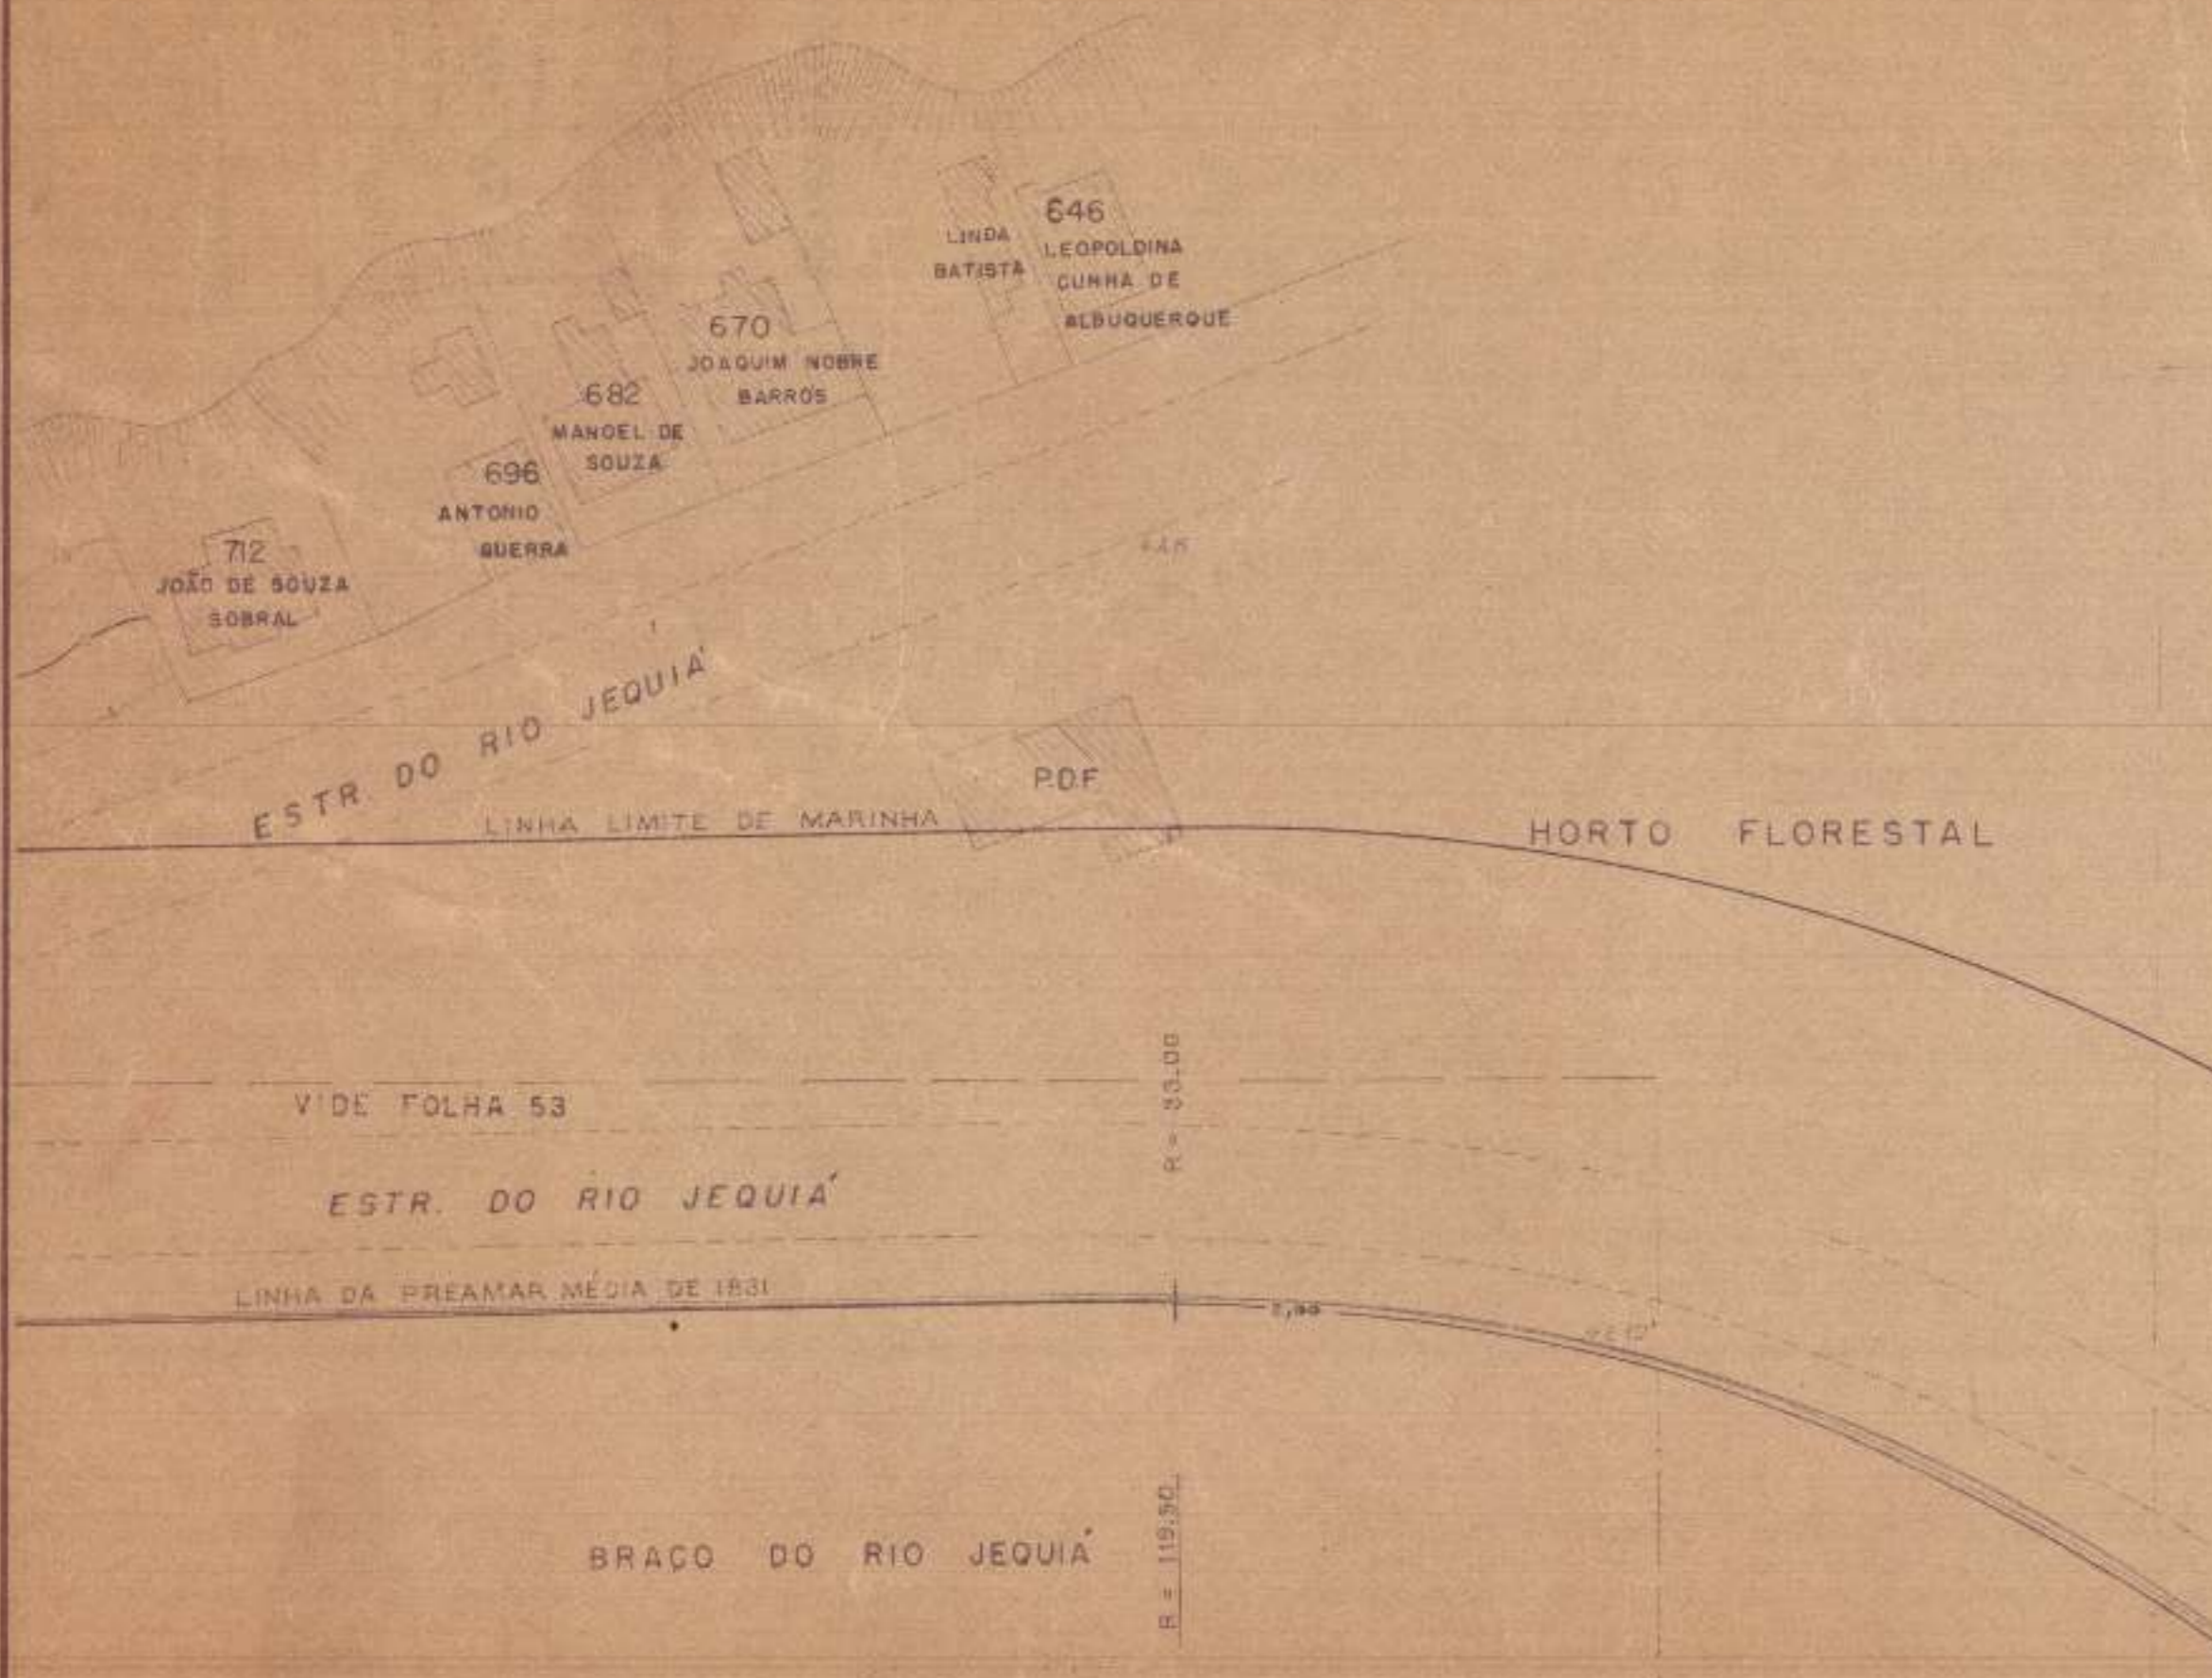 646
LINDA
BATISTA
LEOPOLDINA
CUNHA DE
ALBUQUERQUE
670
JOAQUIM NOBRE
BARROS
682
MANOEL DE
SOUZA
696
ANTONIO
GUERRA
712
JOÃO DE SOUZA
SOBRAL
ESTR. DO RIO JEQUIÁ
P.D.F.
LINHA LIMITE DE MARINHA
HORTO FLORESTAL
VIDE FOLHA 53
ESTR. DO RIO JEQUIÁ
LINHA DA PREAMAR MÉDIA DE 1831
BRAÇO DO RIO JEQUIÁ
R = 119.50